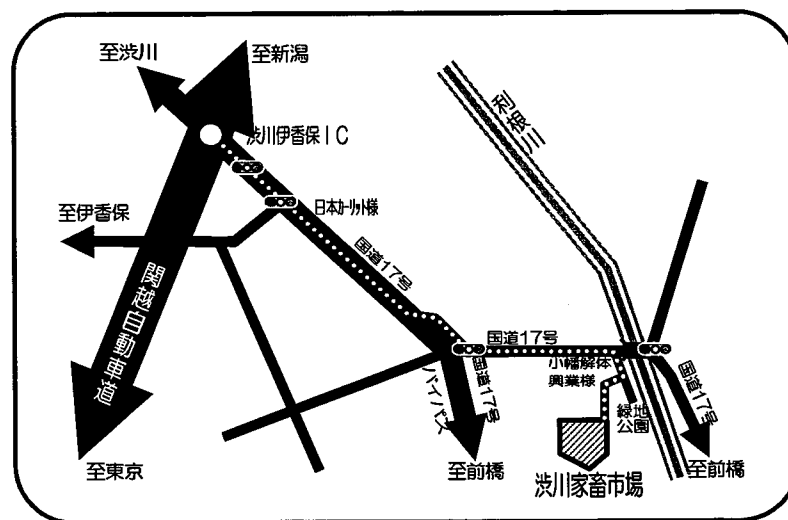 至渋川
至新潟
利根川
渋川伊香保IC
至伊香保
日本カーリット様
国道17号
関越自動車道
国道17号
小幡解体
興業様
国道17号
バイパス
国道17号
緑地
公園
至東京
至前橋
渋川家畜市場
至前橋